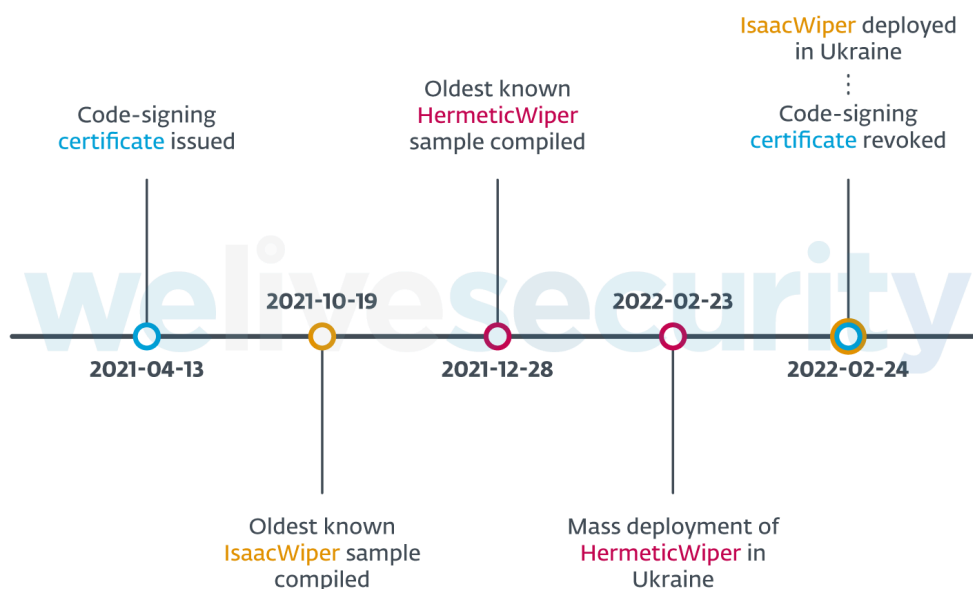 IsaacWiper deployed
in Ukraine
Code-signing
certificate revoked
Oldest known
HermeticWiper
sample compiled
Code-signing
certificate issued
welivesecurity
2021-10-19
2022-02-23
2021-04-13
2021-12-28
2022-02-24
Oldest known
IsaacWiper sample
compiled
Mass deployment of
HermeticWiper in
Ukraine